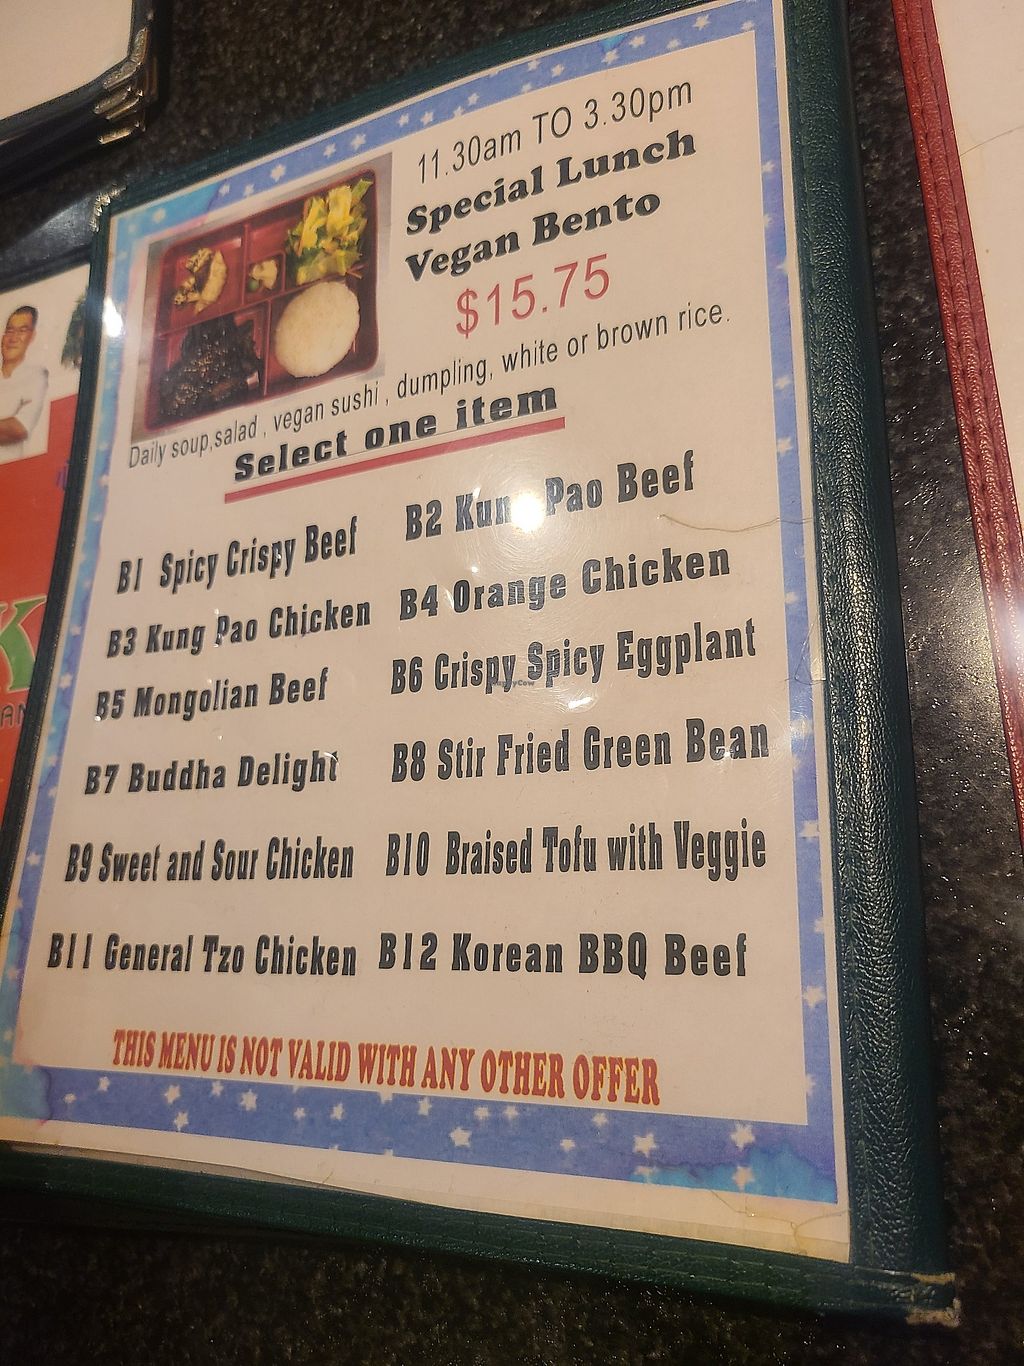 11.30am TO 3.30pm
Special Lunch
Vegan Bento
$15.75
Daily soup,salad , vegan sushi , dumpling, white or brown rice.
Select one item
B1 Spicy Crispy Beef
B2 Kung Pao Beef
B3 Kung Pao Chicken
B4 Orange Chicken
B5 Mongolian Beef
B6 Crispy Spicy Eggplant
HappyCow
B7 Buddha Delight
B8 Stir Fried Green Bean
B9 Sweet and Sour Chicken
B10 Braised Tofu with Veggie
B11 General Tzo Chicken
B12 Korean BBQ Beef
THIS MENU IS NOT VALID WITH ANY OTHER OFFER